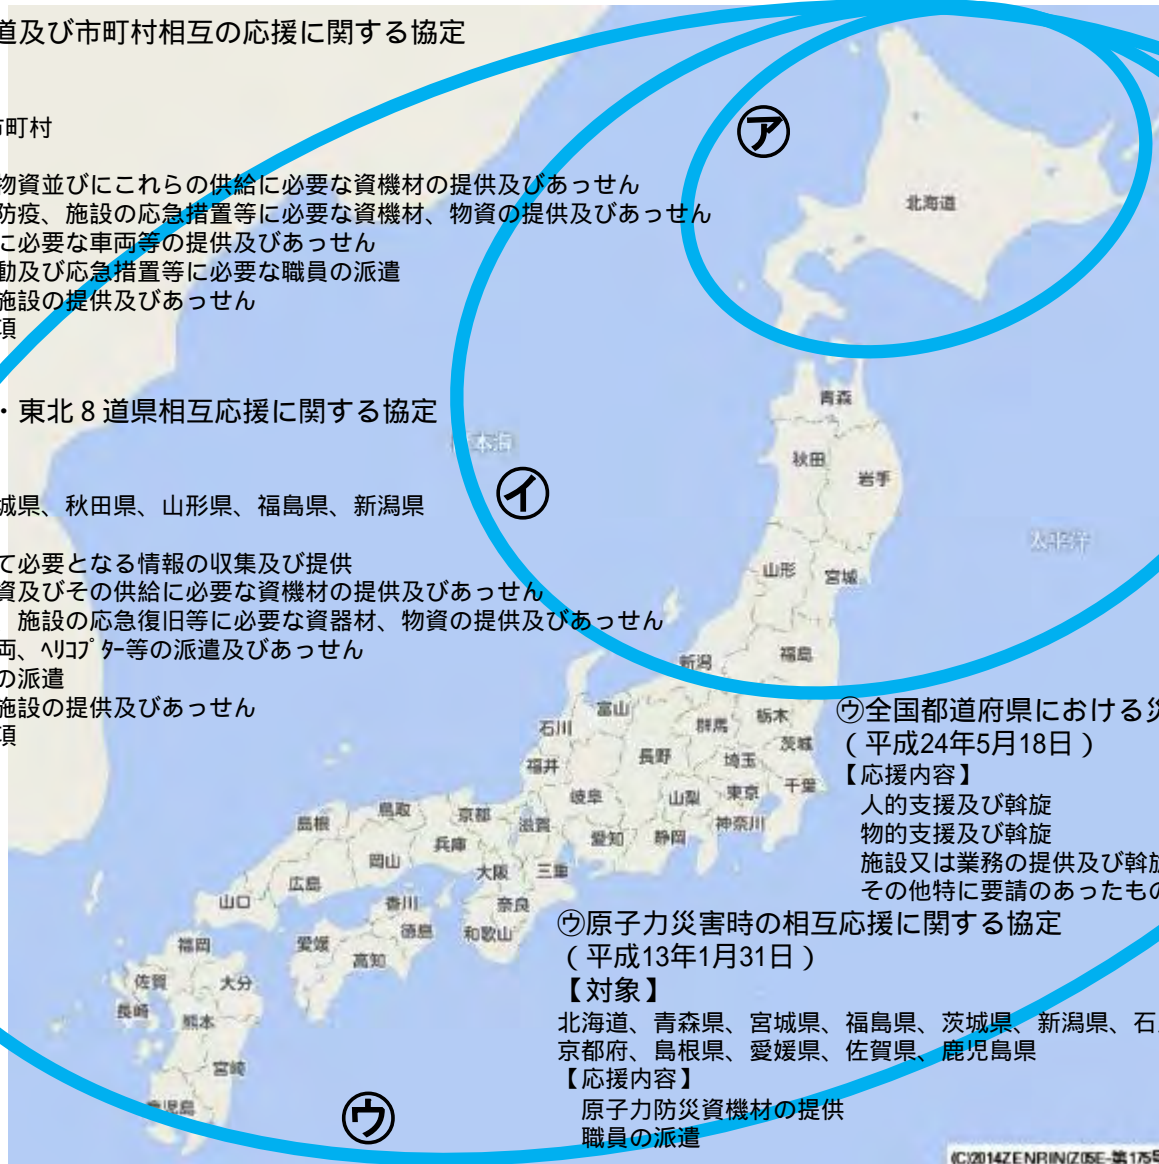 道及び市町村相互の応援に関する協定
市町村
物資並びにこれらの供給に必要な資機材の提供及びあっせん
防疫、施設の応急措置等に必要な資機材、物資の提供及びあっせん
に必要な車両等の提供及びあっせん
動及び応急措置等に必要な職員の派遣
施設の提供及びあっせん
項
・東北8道県相互応援に関する協定
城県、秋田県、山形県、福島県、新潟県
て必要となる情報の収集及び提供
資及びその供給に必要な資機材の提供及びあっせん
施設の応急復旧等に必要な資器材、物資の提供及びあっせん
両、ヘリコプター等の派遣及びあっせん
の派遣
施設の提供及びあっせん
項
㋐
北海道
青森
日本海
秋田
岩手
㋑
太平洋
山形
宮城
新潟
福島
富山
石川
群馬
栃木
福井
長野
埼玉
茨城
岐阜
山梨
東京
千葉
鳥取
京都
滋賀
愛知
静岡
神奈川
島根
兵庫
岡山
大阪
三重
広島
山口
香川
奈良
徳島
和歌山
福岡
愛媛
高知
佐賀
大分
長崎
熊本
宮崎
鹿児島
㋒
㋒全国都道府県における災
(平成24年5月18日)
【応援内容】
人的支援及び斡旋
物的支援及び斡旋
施設又は業務の提供及び斡旋
その他特に要請のあったもの
㋒原子力災害時の相互応援に関する協定
(平成13年1月31日)
【対象】
北海道、青森県、宮城県、福島県、茨城県、新潟県、石川
京都府、島根県、愛媛県、佐賀県、鹿児島県
【応援内容】
原子力防災資機材の提供
職員の派遣
(C)2014ZENRIN(Z05E-第175号